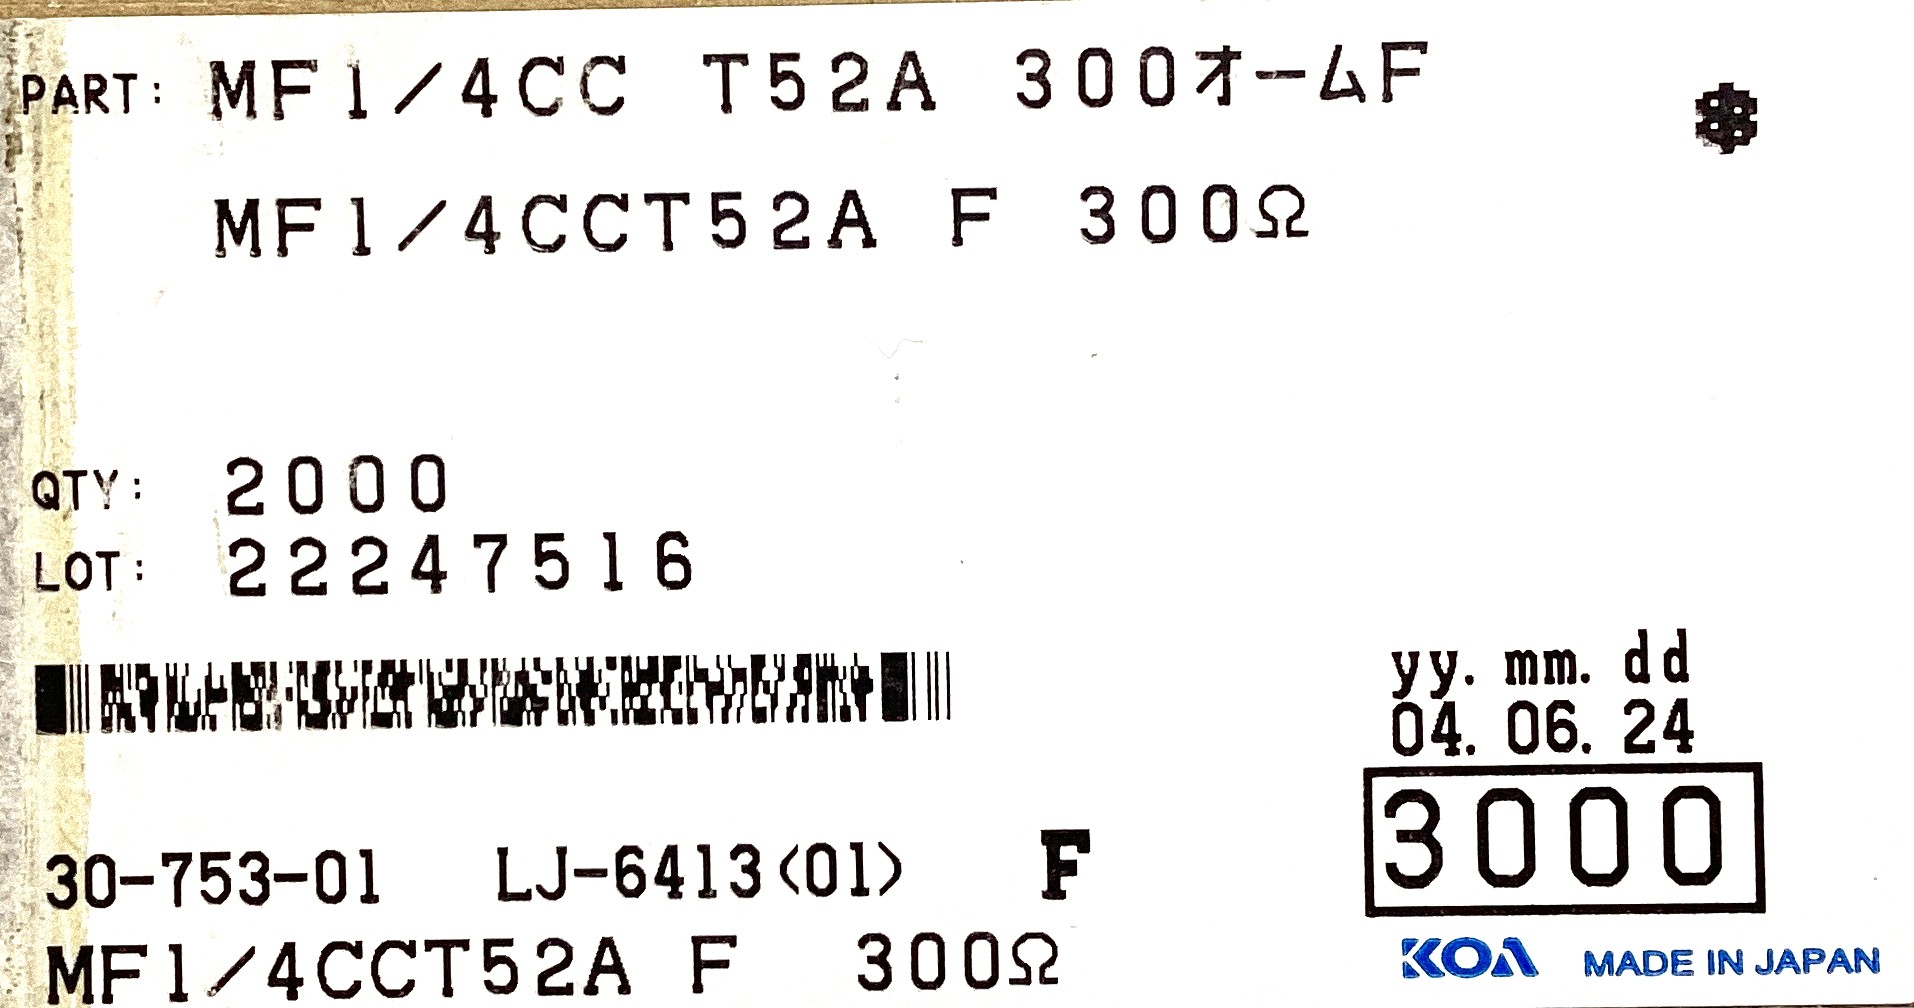 PART: MF1/4CC T52A 300オームF
MF1/4CCT52A F 300Ω
QTY: 2000
LOT: 22247516
yy. mm. dd
04. 06. 24
3000
30-753-01 LJ-6413<01> F
MF1/4CCT52A F 300Ω
KOA MADE IN JAPAN